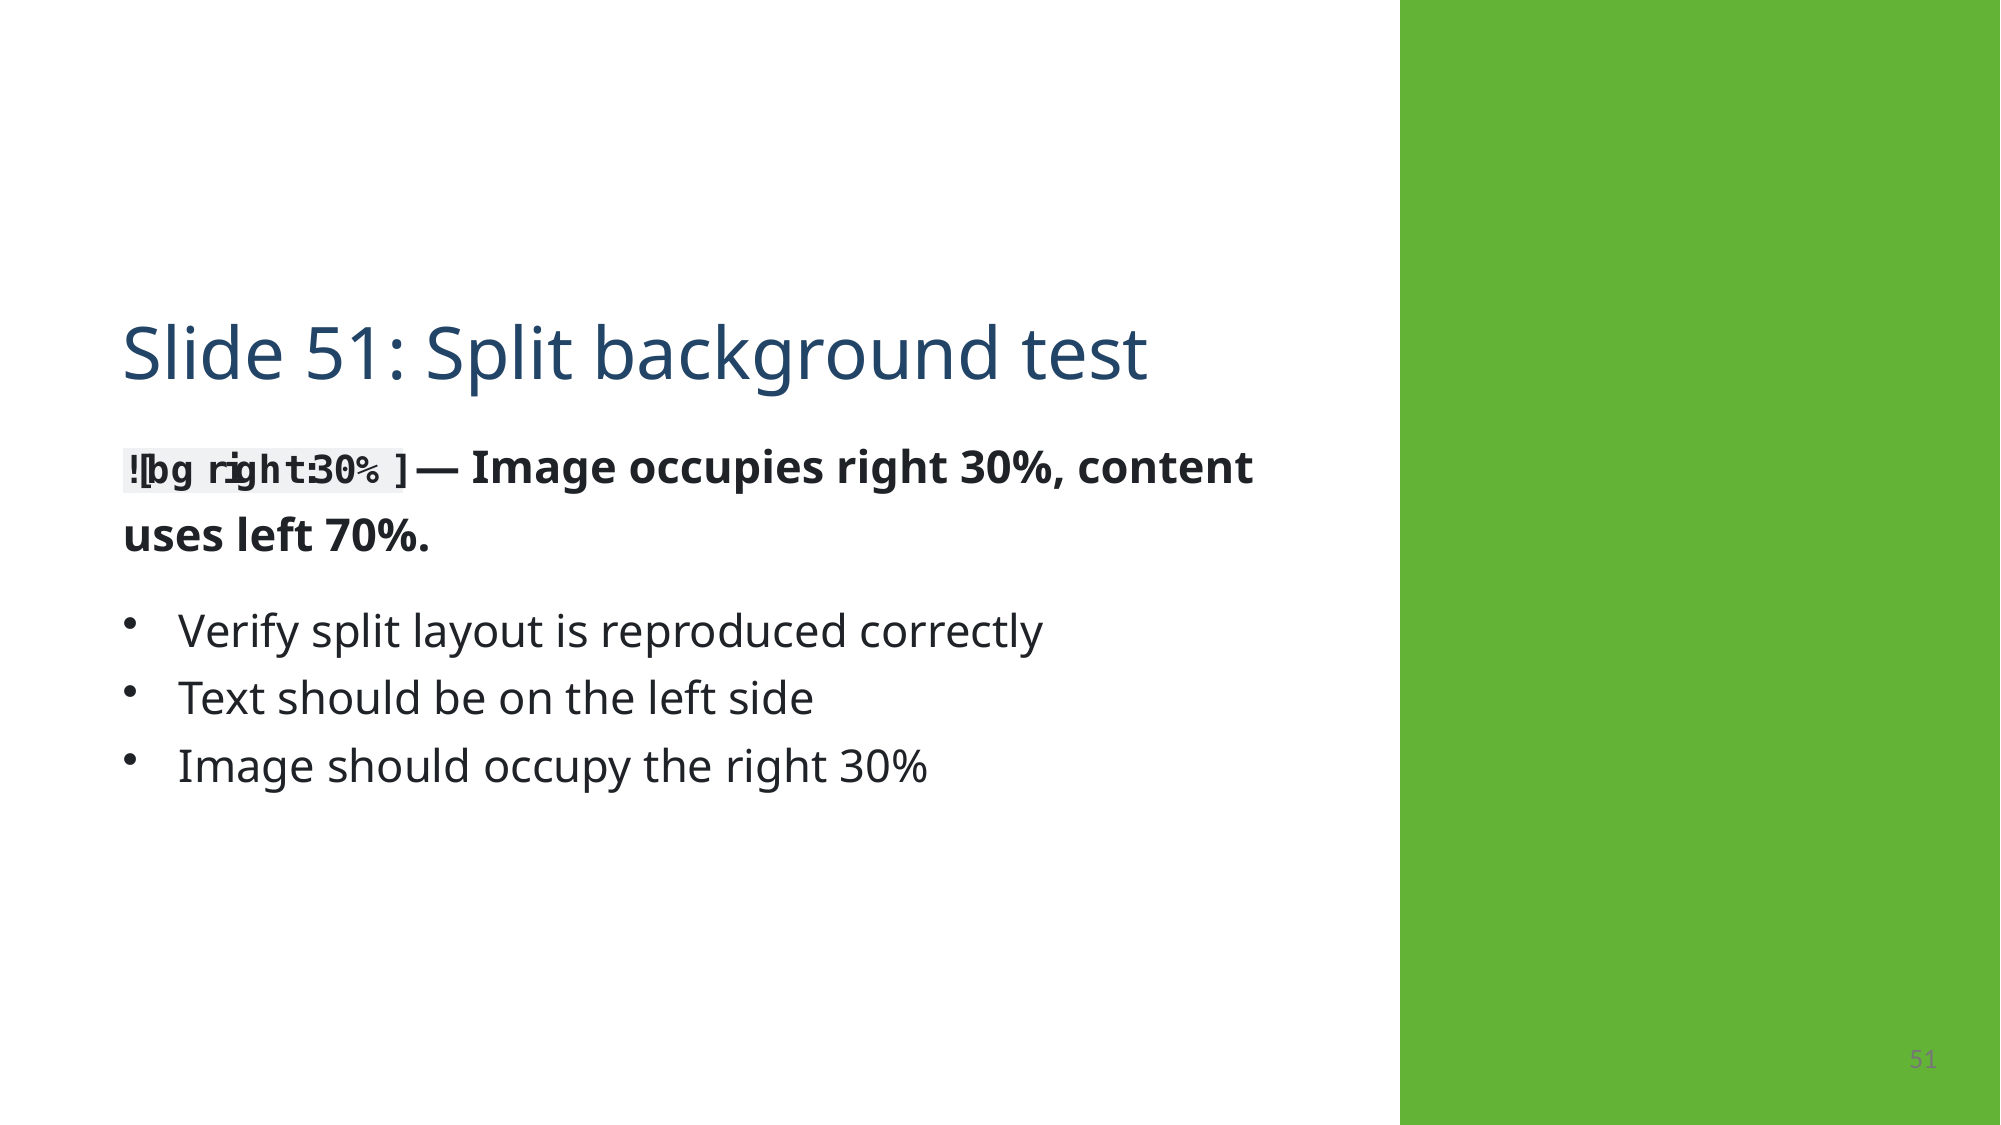 Slide 51: Split background test
![bg right:30% ] — Image occupies right 30%, content
uses left 70%.
• Verify split layout is reproduced correctly
• Text should be on the left side
• Image should occupy the right 30%
51